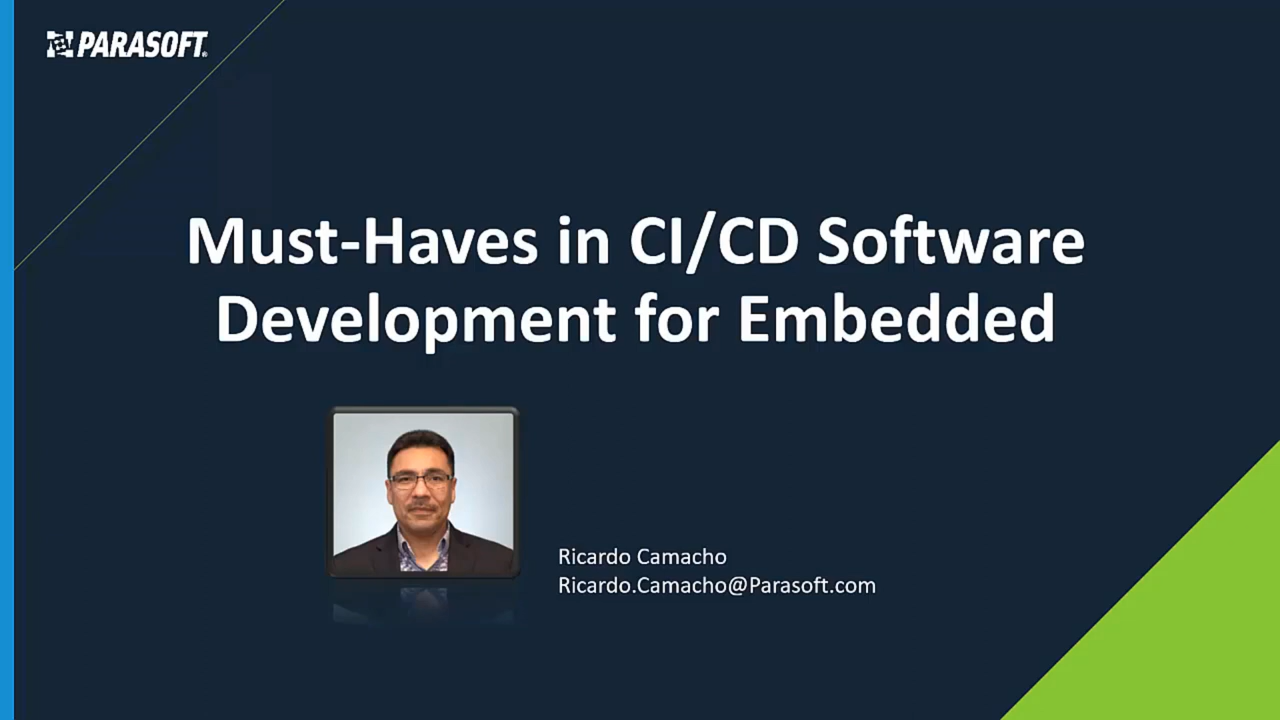 PARASOFT
Must-Haves in CI/CD Software
Development for Embedded
Ricardo Camacho
Ricardo.Camacho@Parasoft.com